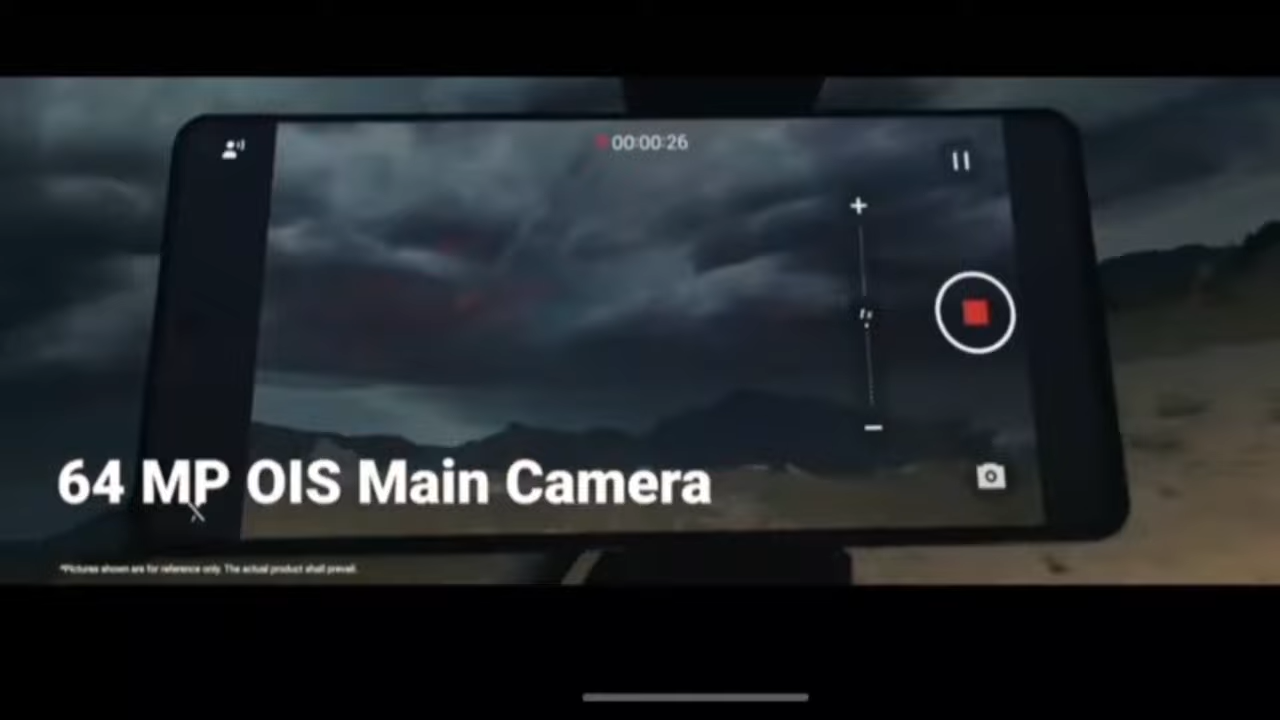 00:00:26
+
1x
−
64 MP OIS Main Camera
*Pictures shown are for reference only. The actual product shall prevail.